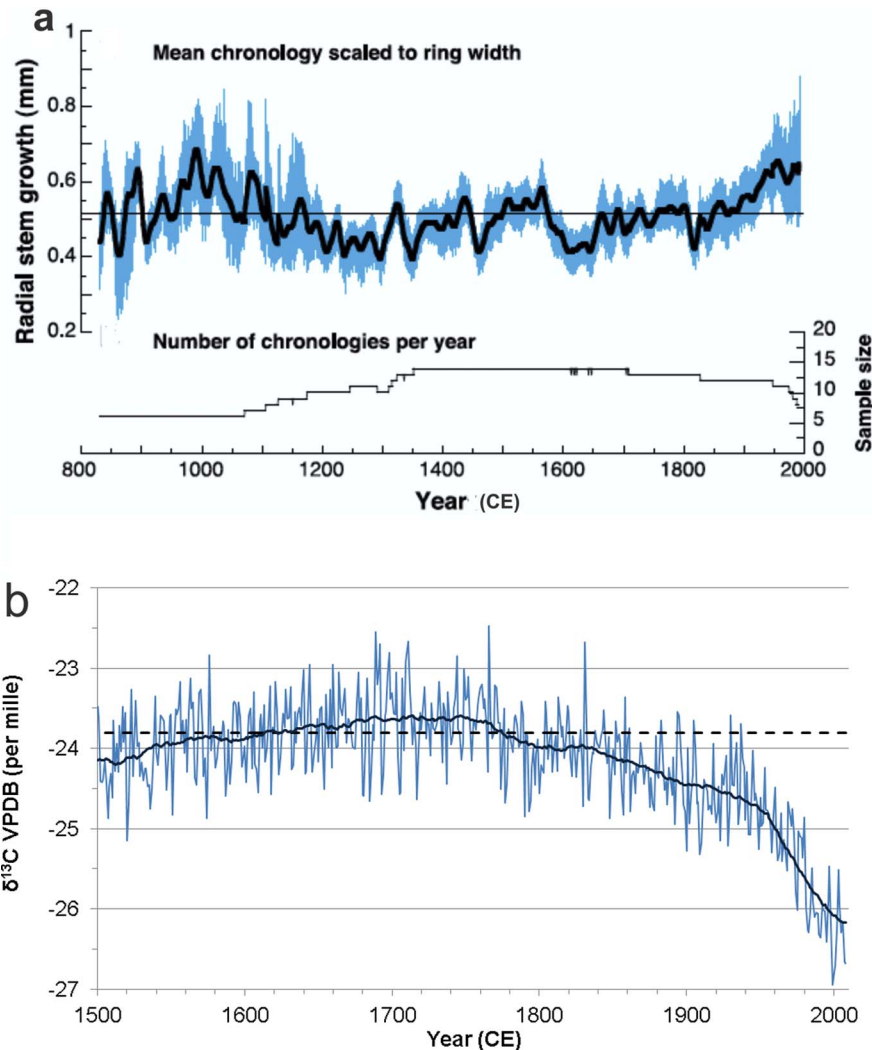 a
Mean chronology scaled to ring width
Radial stem growth (mm)
1
0.8
0.6
0.4
0.2
Number of chronologies per year
20
15
10
5
0
Sample size
800 1000 1200 1400 1600 1800 2000
Year (CE)
b
δ13C VPDB (per mille)
-22
-23
-24
-25
-26
-27
1500 1600 1700 1800 1900 2000
Year (CE)